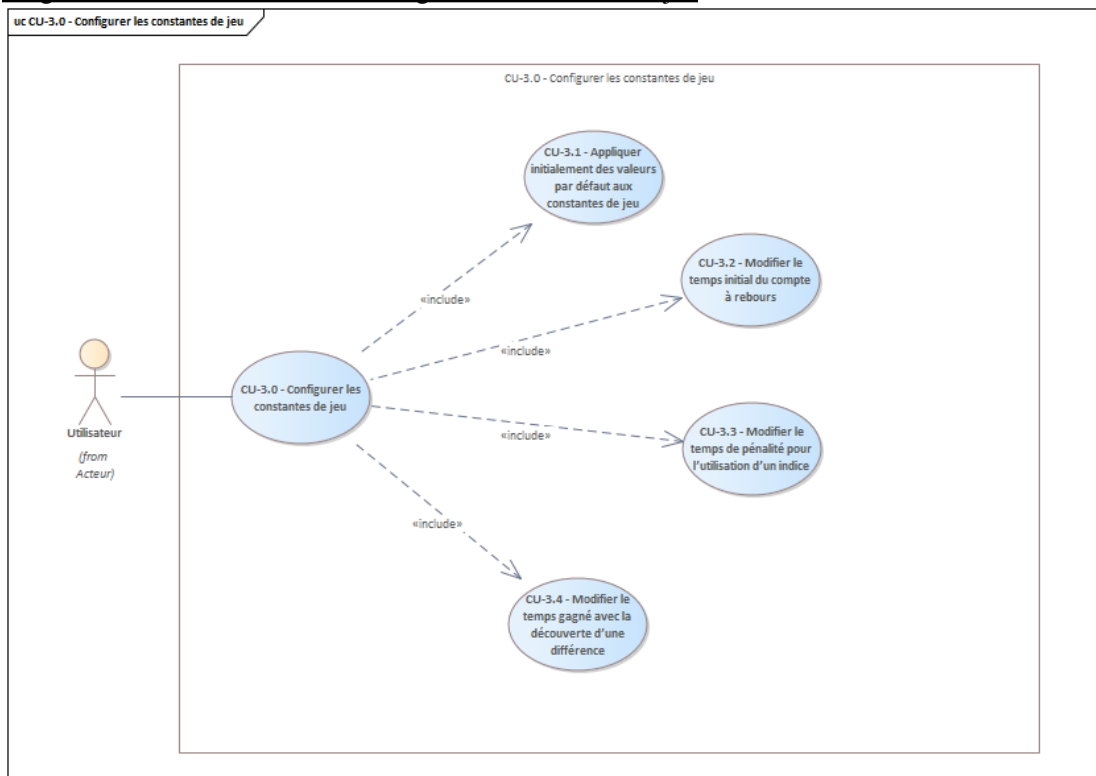 uc CU-3.0 - Configurer les constantes de jeu
CU-3.0 - Configurer les constantes de jeu
CU-3.1 - Appliquer
initialement des valeurs
par défaut aux
constantes de jeu
CU-3.2 - Modifier le
temps initial du compte
à rebours
«include»
«include»
CU-3.0 - Configurer les
constantes de jeu
Utilisateur
(from
Acteur)
«include»
CU-3.3 - Modifier le
temps de pénalité pour
l'utilisation d'un indice
«include»
CU-3.4 - Modifier le
temps gagné avec la
découverte d'une
différence